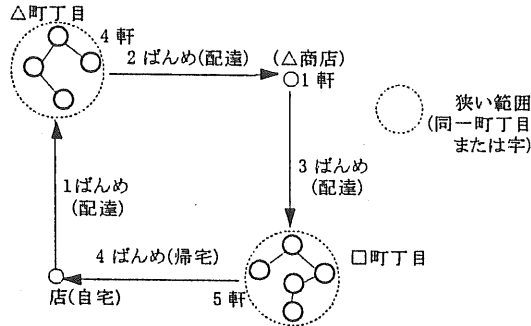 △町丁目
4軒
2ばんめ(配達)
(△商店)
1軒
狭い範囲
(同一町丁目
または字)
1ばんめ
(配達)
3ばんめ
(配達)
4ばんめ(帰宅)
□町丁目
店(自宅)
5軒